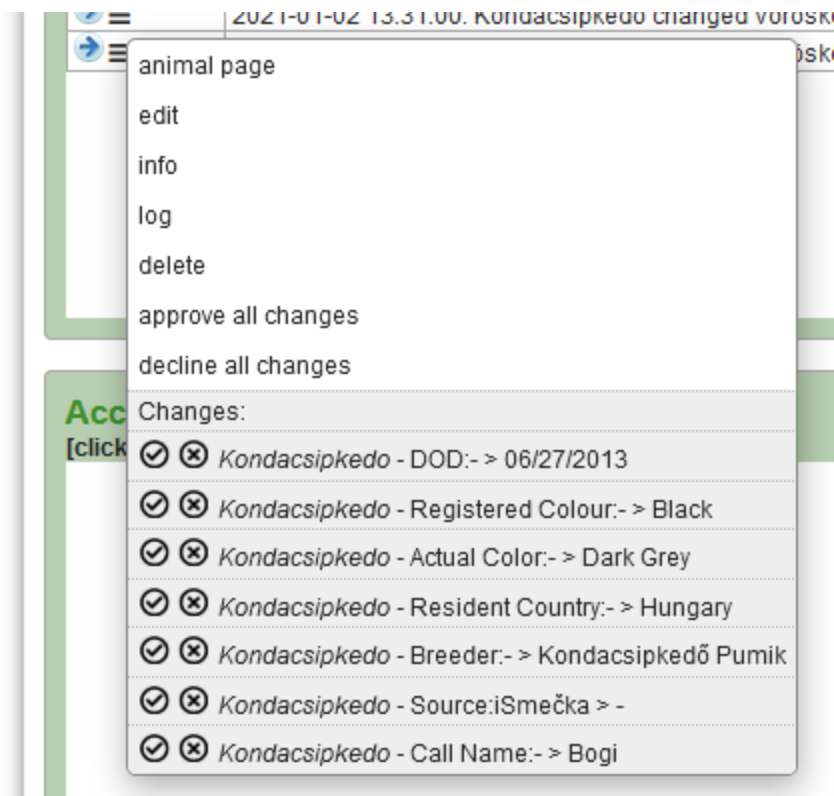 2021-01-02 13:31:00: Kondacsipkedo changed
animal page
edit
info
log
delete
approve all changes
decline all changes
Acc
[click
Changes:
Kondacsipkedo - DOD:- > 06/27/2013
Kondacsipkedo - Registered Colour:- > Black
Kondacsipkedo - Actual Color:- > Dark Grey
Kondacsipkedo - Resident Country:- > Hungary
Kondacsipkedo - Breeder:- > Kondacsipkedő Pumik
Kondacsipkedo - Source:iSmečka > -
Kondacsipkedo - Call Name:- > Bogi